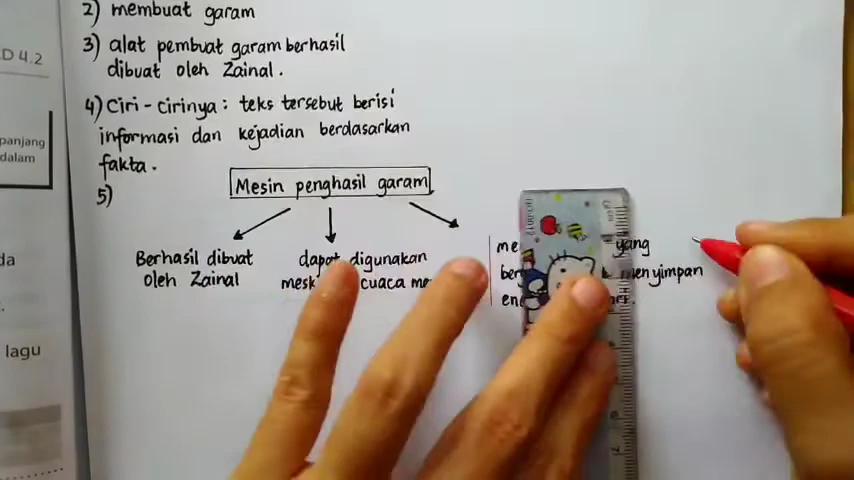 2) membuat garam
3) alat pembuat garam berhasil
dibuat oleh Zainal.
4) Ciri-cirinya : teks tersebut berisi
informasi dan kejadian berdasarkan
fakta.
5)
Mesin penghasil garam
Berhasil dibuat
oleh Zainal
dapat digunakan
cuaca
yang
menyimpan
D 4.2
panjang
dalam
lagu